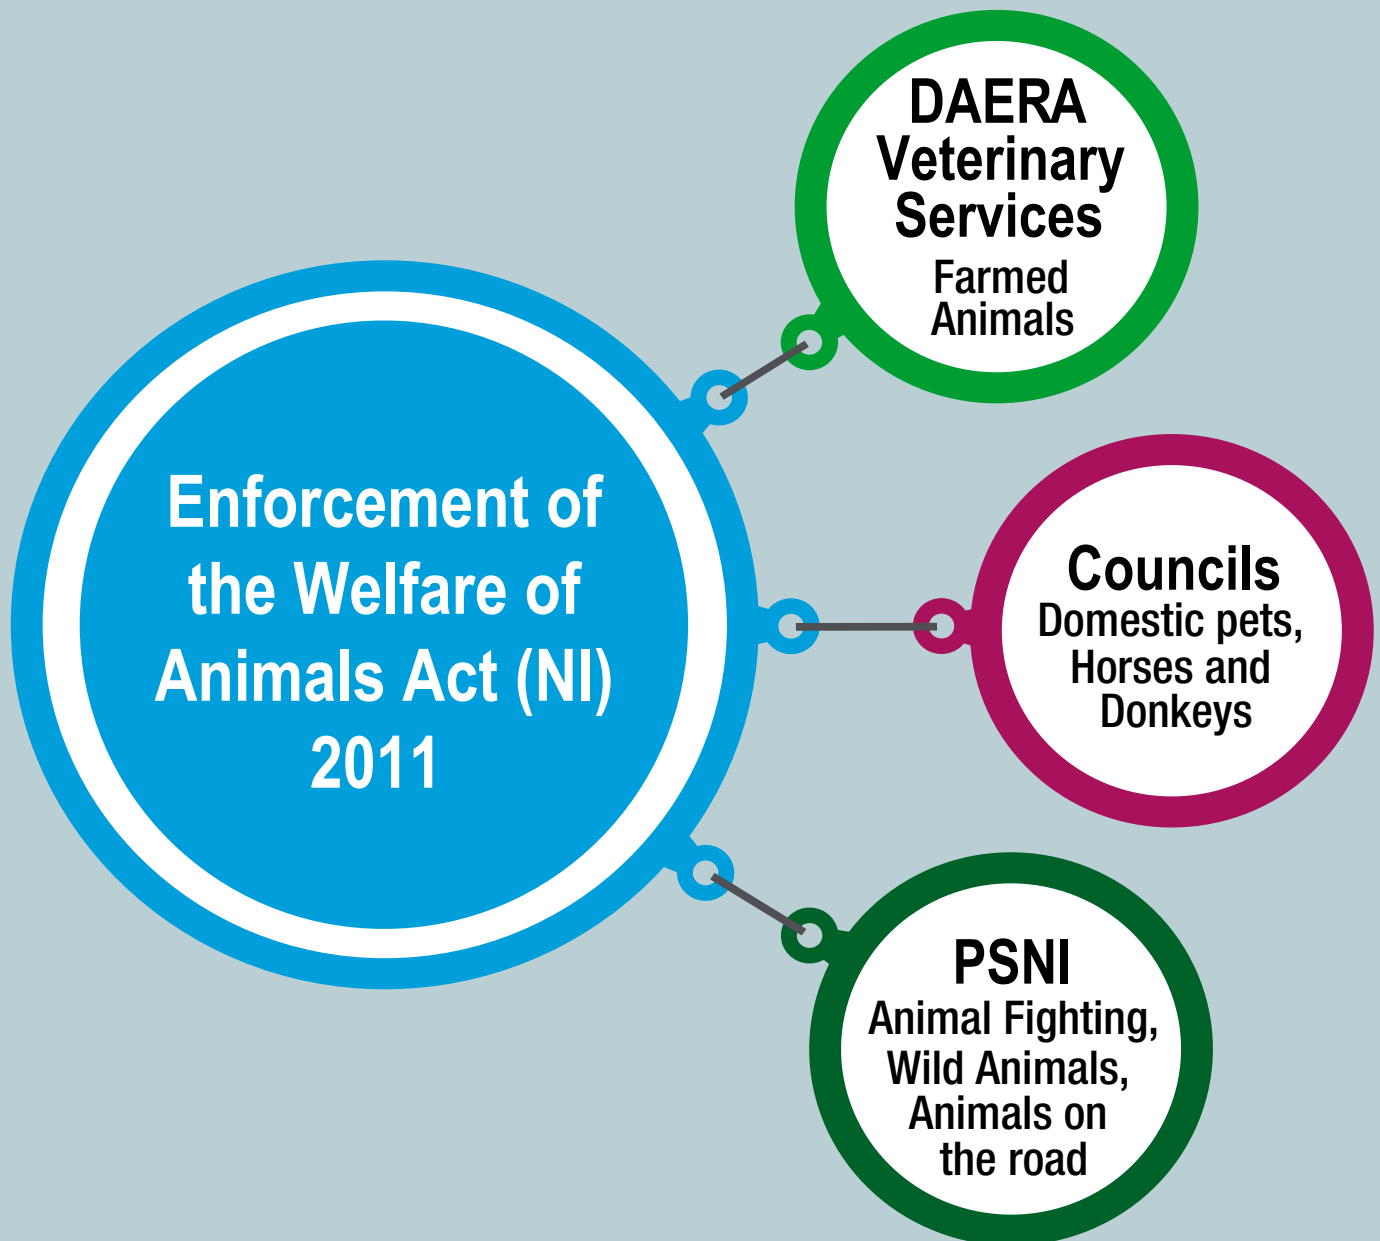 Enforcement of
the Welfare of
Animals Act (NI)
2011
DAERA
Veterinary
Services
Farmed
Animals
Councils
Domestic pets,
Horses and
Donkeys
PSNI
Animal Fighting,
Wild Animals,
Animals on
the road